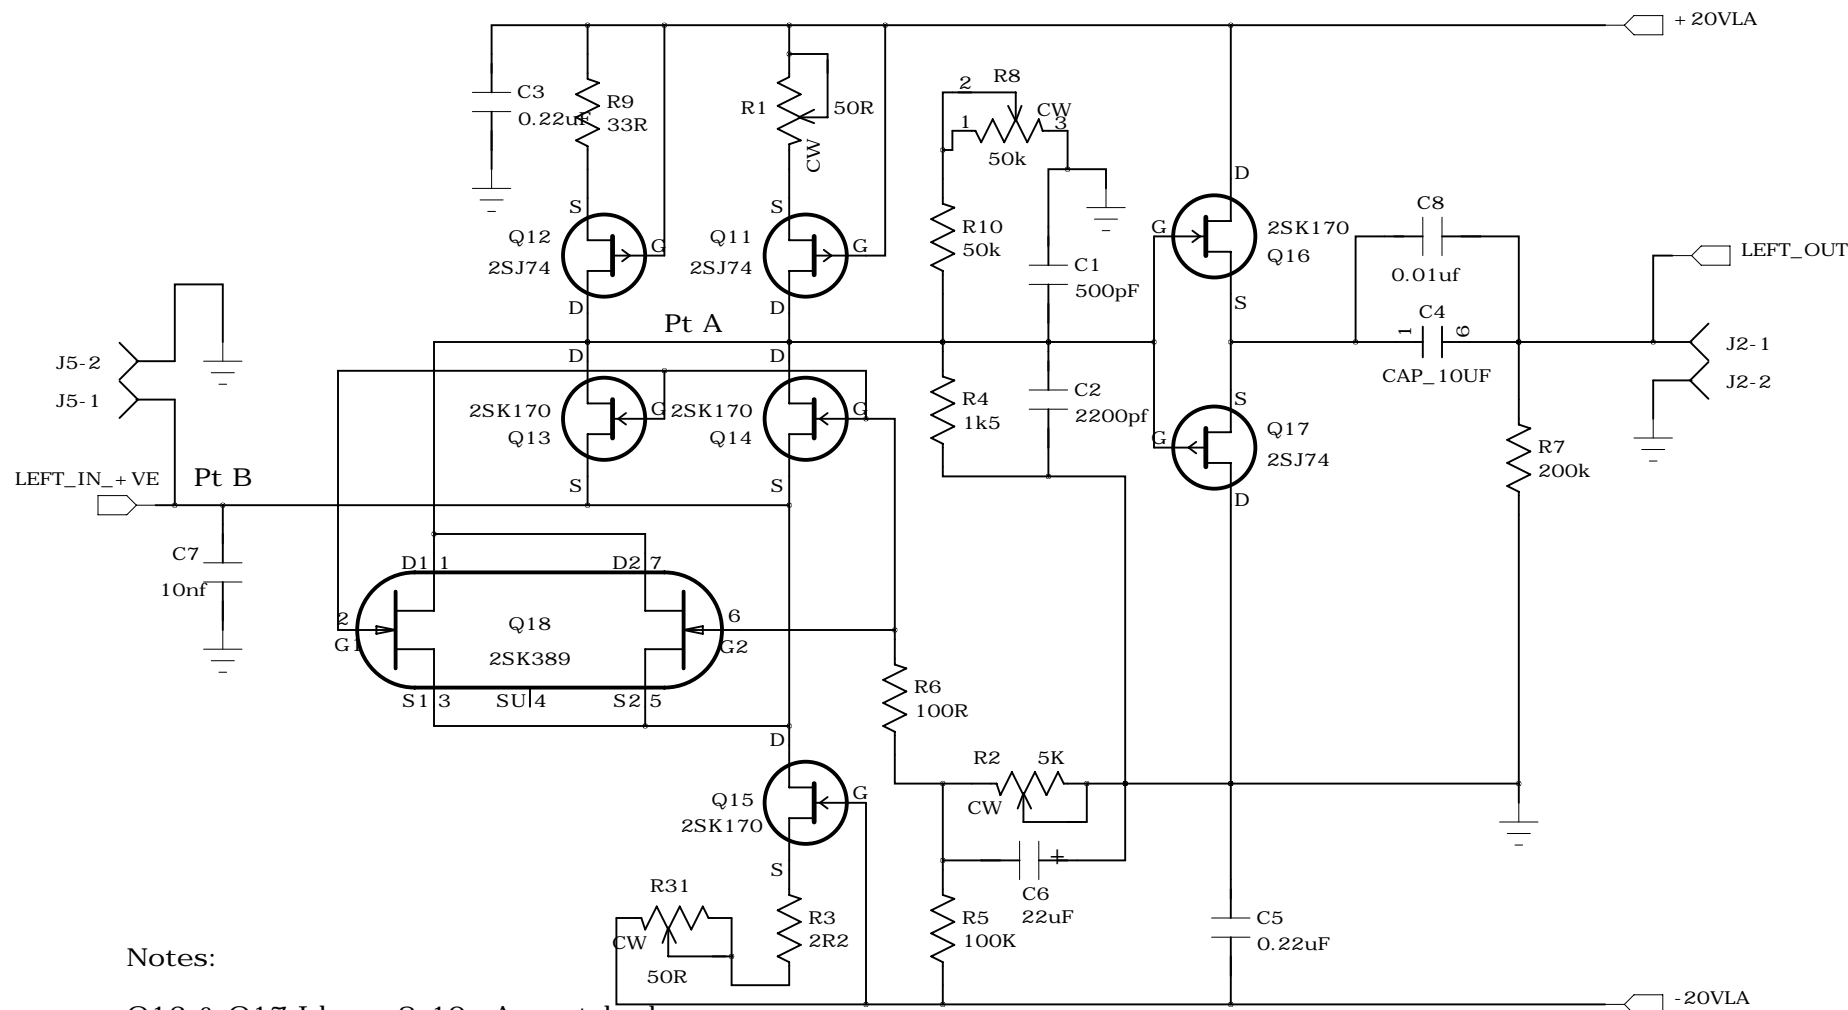 +20VLA
C3
0.22uF
R9
33R
R1
50R
CW
2
R8
CW
1
3
50k
S
S
D
Q12
2SJ74
G
Q11
2SJ74
G
R10
50k
C1
500pF
G
2SK170
Q16
C8
0.01uf
LEFT_OUT
D
D
S
Pt A
C4
1
6
CAP_10UF
J5-2
J5-1
J2-1
J2-2
D
D
2SK170
Q13
G
2SK170
Q14
G
R4
1k5
C2
2200pf
S
G
Q17
2SJ74
D
R7
200k
LEFT_IN_+VE
Pt B
S
S
C7
10nf
D1 1
D2 7
2
G1
Q18
2SK389
6
G2
S1 3
SU 4
S2 5
R6
100R
D
Q15
2SK170
G
S
R2
5K
CW
C6
22uF
+
R31
CW
50R
R3
2R2
R5
100K
C5
0.22uF
Notes:
-20VLA